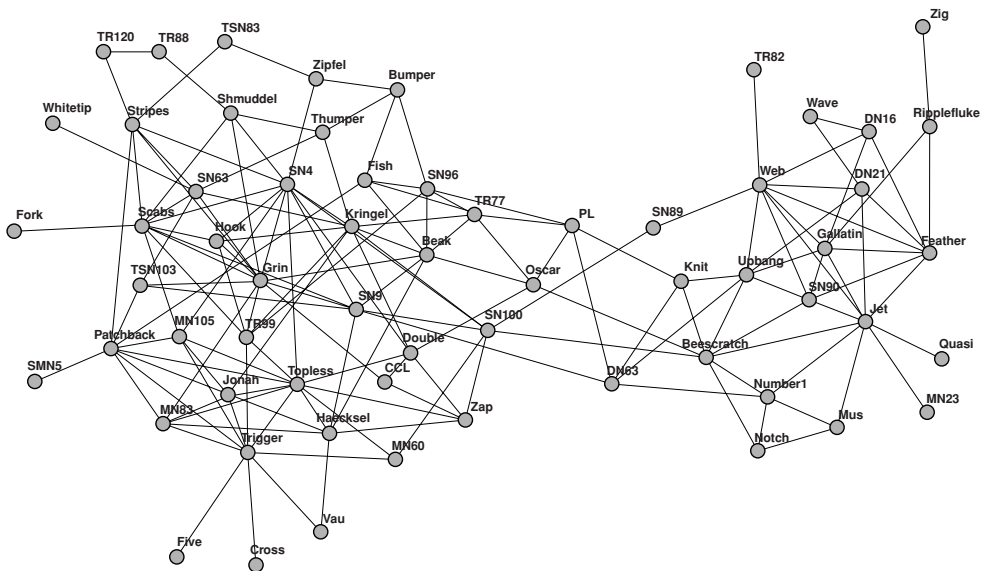 Zig
TR120
TR88
TSN83
Zipfel
Bumper
TR82
Whitetip
Stripes
Shmuddel
Thumper
Wave
DN16
Ripplefluke
SN63
SN4
Fish
SN96
Web
DN21
Fork
Scabs
Hook
Kringel
TR77
PL
SN89
Gallatin
Feather
Beak
TSN103
Grin
Oscar
Knit
Upbang
SN90
SN9
Patchback
MN105
TR99
SN100
Jet
Double
Beescratch
Quasi
SMN5
Jonah
Topless
CCL
DN63
Number1
MN83
Haecksel
Zap
MN23
Trigger
MN60
Mus
Notch
Vau
Five
Cross